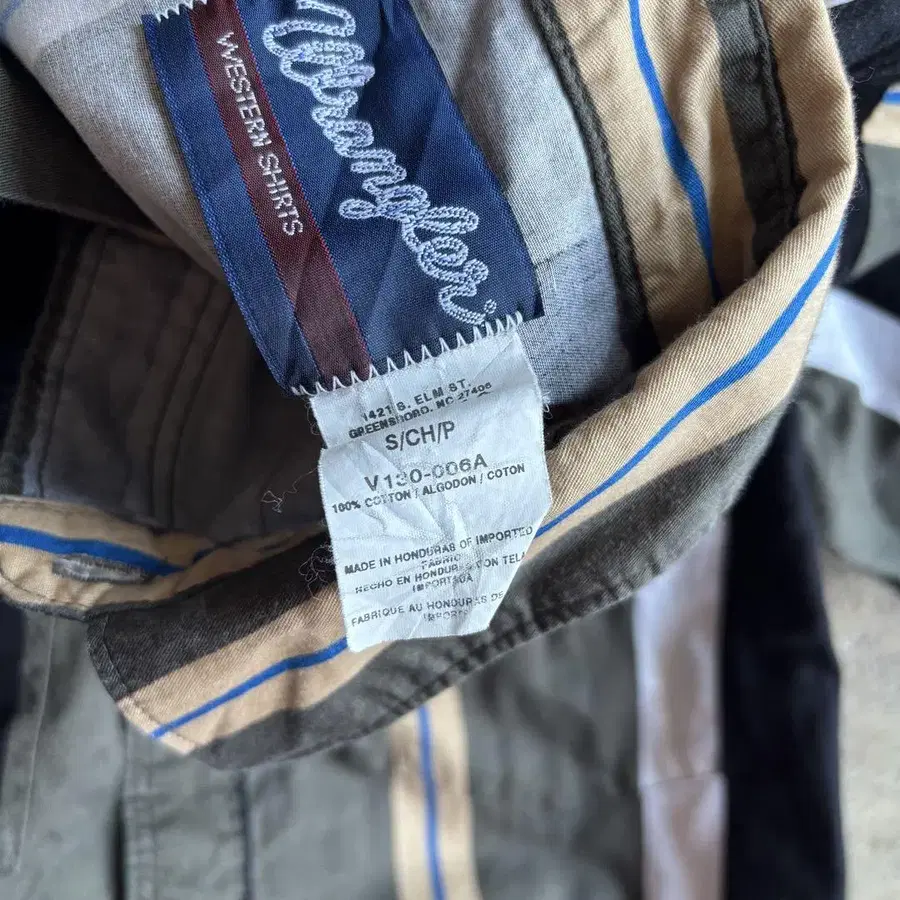 Wrangler
WESTERN SHIRTS
1421 S. ELM ST.
GREENSBORO, NC 27406
S/CH/P
V130-006A
100% COTTON / ALGODON / COTON
MADE IN HONDURAS OF IMPORTED
FABRIC
HECHO EN HONDURAS CON TELA
IMPORTADA
FABRIQUE AU HONDURAS DE